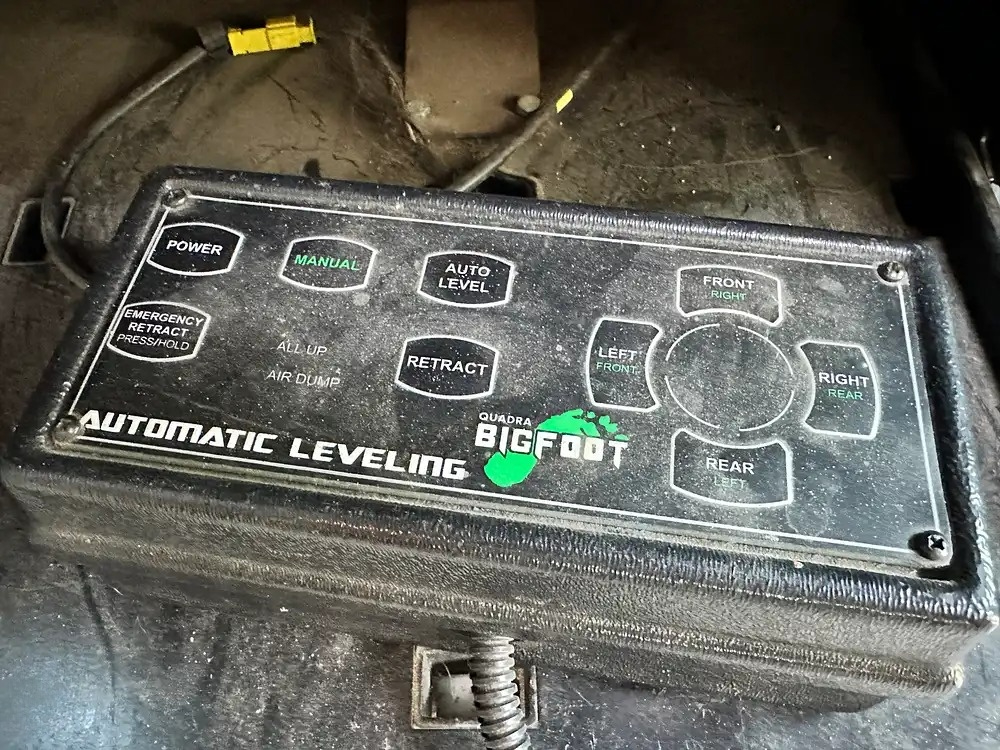 POWER
MANUAL
AUTO
LEVEL
EMERGENCY
RETRACT
PRESS/HOLD
ALL UP
AIR DUMP
RETRACT
FRONT
RIGHT
LEFT
FRONT
RIGHT
REAR
REAR
LEFT
AUTOMATIC LEVELING
QUADRA
BIGFOOT